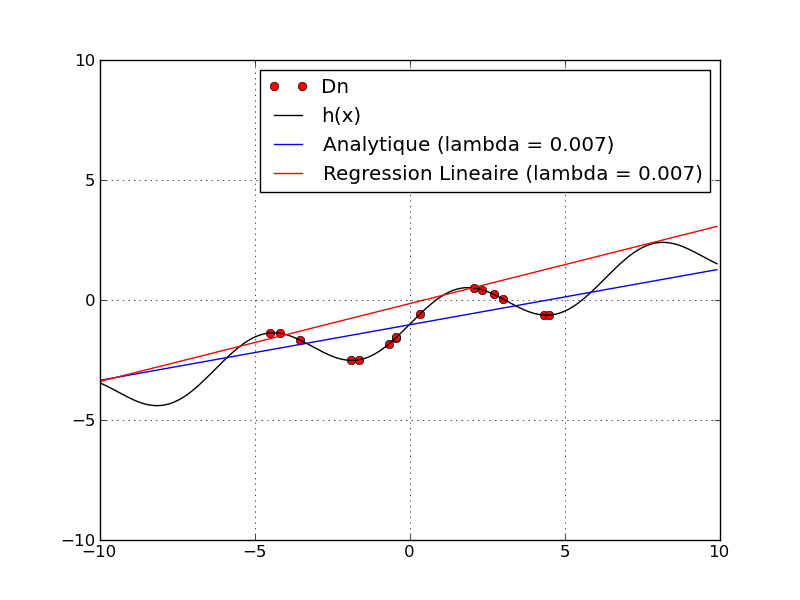 10
5
0
−5
−10
Dn
h(x)
Analytique (lambda = 0.007)
Regression Lineaire (lambda = 0.007)
−10 −5 0 5 10